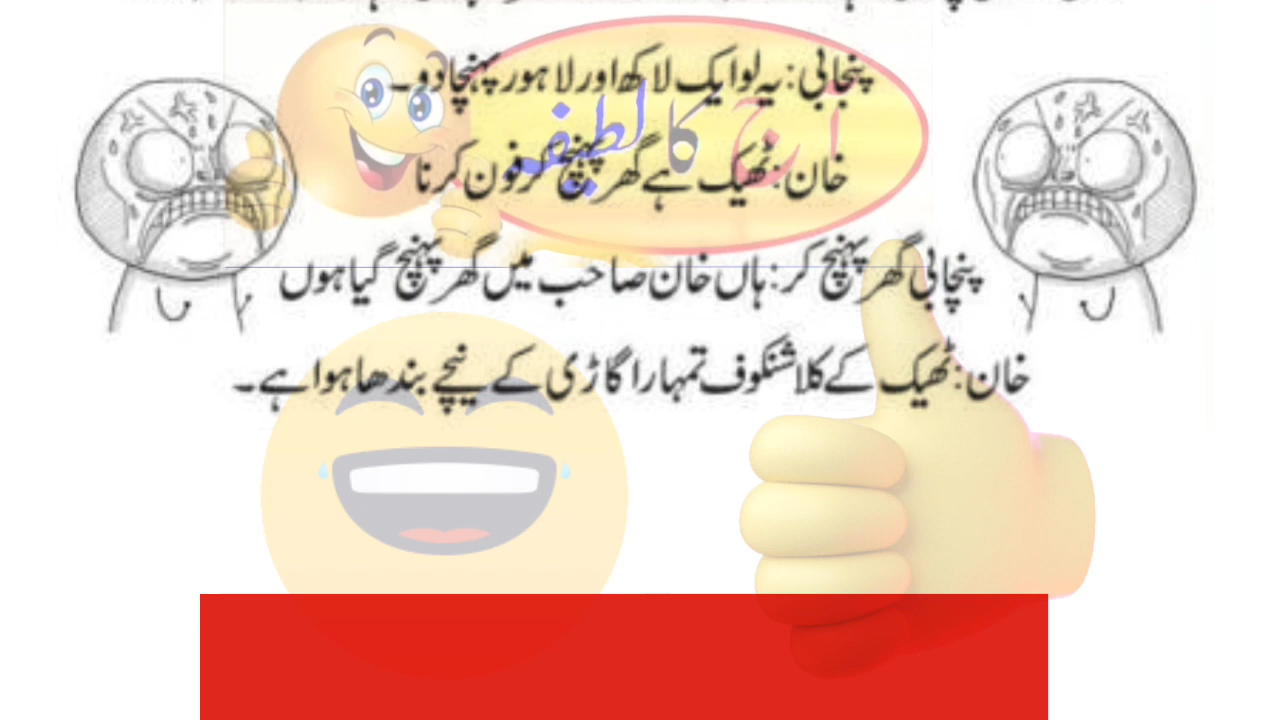 پنجابی: یہ لو ایک لاکھ اور لاہور پہنچا دو۔
آج کا لطیفہ
خان: ٹھیک ہے گھر پہنچ کر فون کرنا
پنجابی گھر پہنچ کر: ہاں خان صاحب میں گھر پہنچ گیا ہوں
خان: ٹھیک کے کلاشنکوف تمہارا گاڑی کے نیچے بندھا ہوا ہے۔